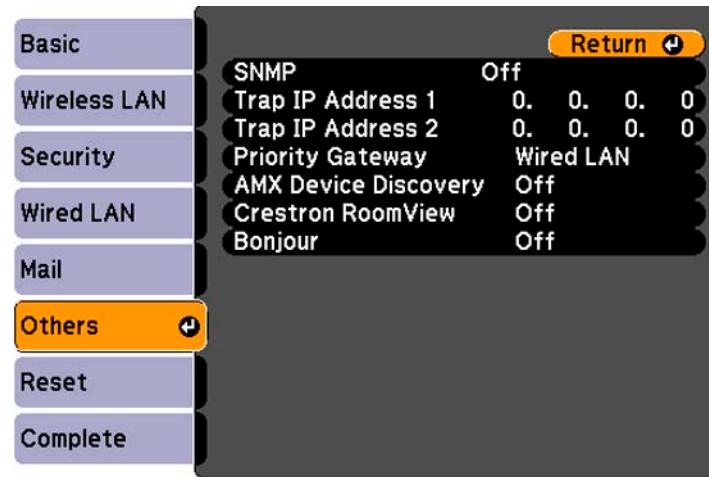 Basic
Wireless LAN
Security
Wired LAN
Mail
Others
Reset
Complete
Return
SNMP Off
Trap IP Address 1 0. 0. 0. 0
Trap IP Address 2 0. 0. 0. 0
Priority Gateway Wired LAN
AMX Device Discovery Off
Crestron RoomView Off
Bonjour Off